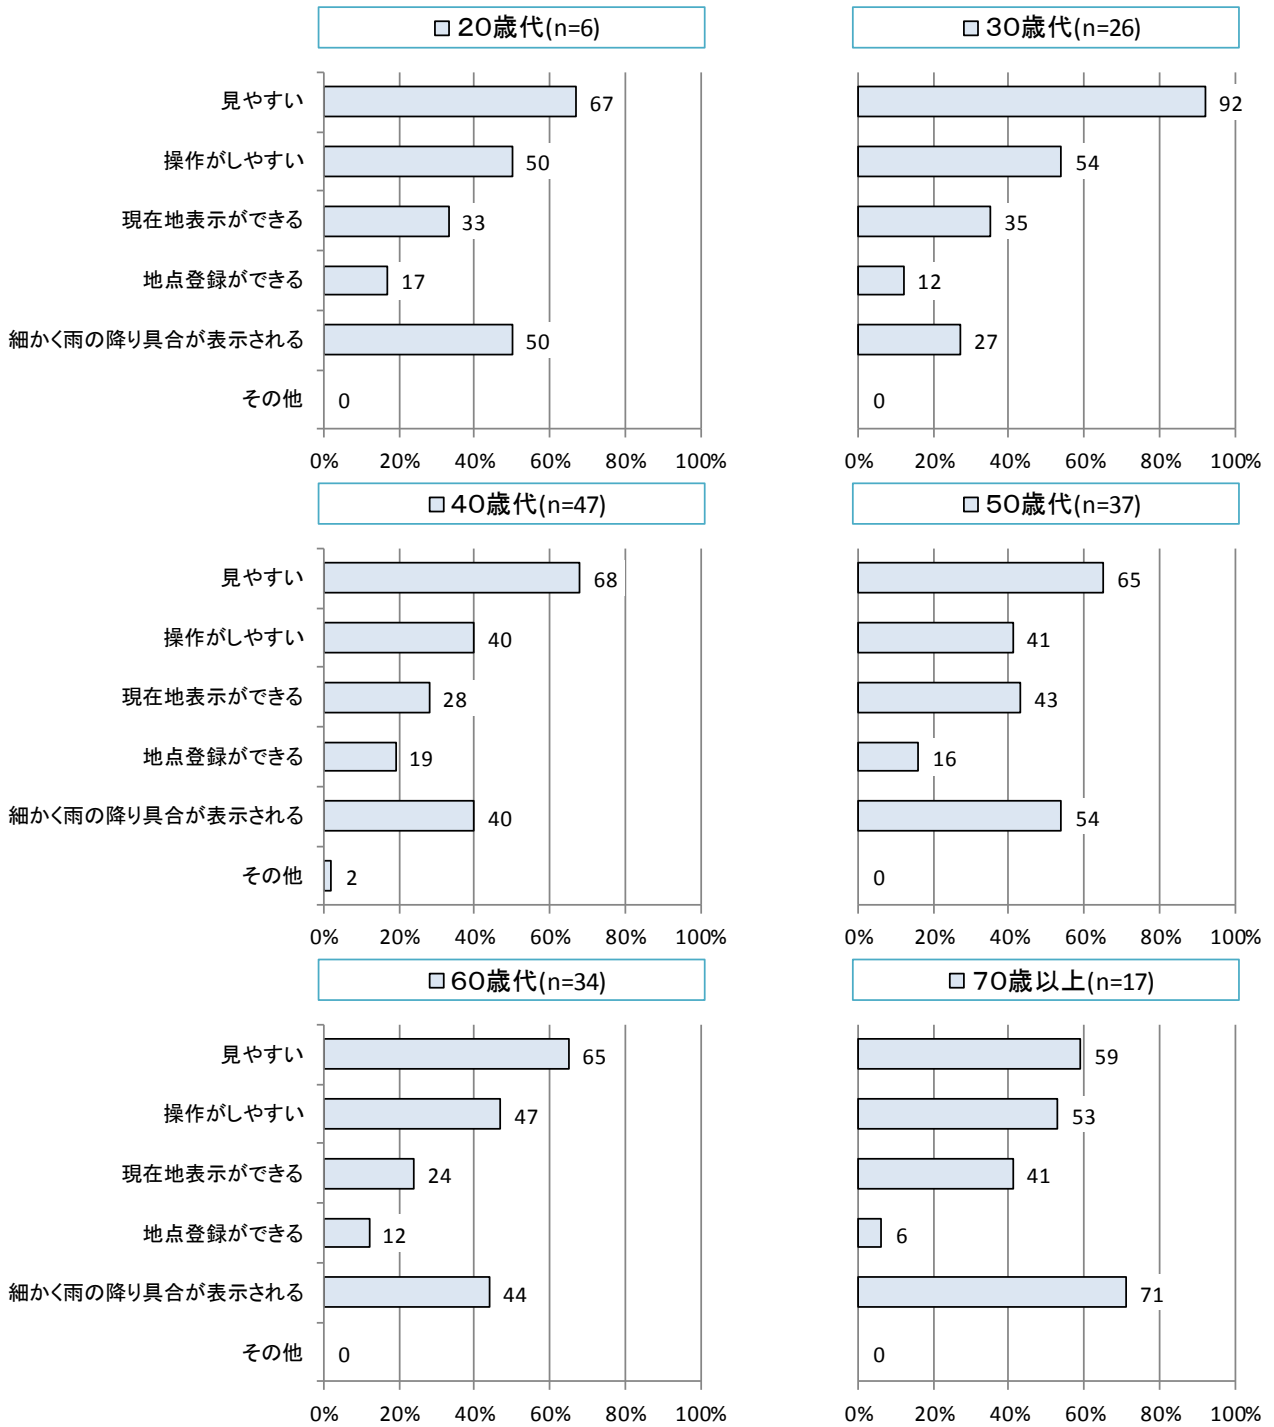 20歳代(n=6)
見やすい 67
操作がしやすい 50
現在地表示ができる 33
地点登録ができる 17
細かく雨の降り具合が表示される 50
その他 0
0% 20% 40% 60% 80% 100%
30歳代(n=26)
92
54
35
12
27
0
0% 20% 40% 60% 80% 100%
40歳代(n=47)
見やすい 68
操作がしやすい 40
現在地表示ができる 28
地点登録ができる 19
細かく雨の降り具合が表示される 40
その他 2
0% 20% 40% 60% 80% 100%
50歳代(n=37)
65
41
43
16
54
0
0% 20% 40% 60% 80% 100%
60歳代(n=34)
見やすい 65
操作がしやすい 47
現在地表示ができる 24
地点登録ができる 12
細かく雨の降り具合が表示される 44
その他 0
0% 20% 40% 60% 80% 100%
70歳以上(n=17)
59
53
41
6
71
0
0% 20% 40% 60% 80% 100%